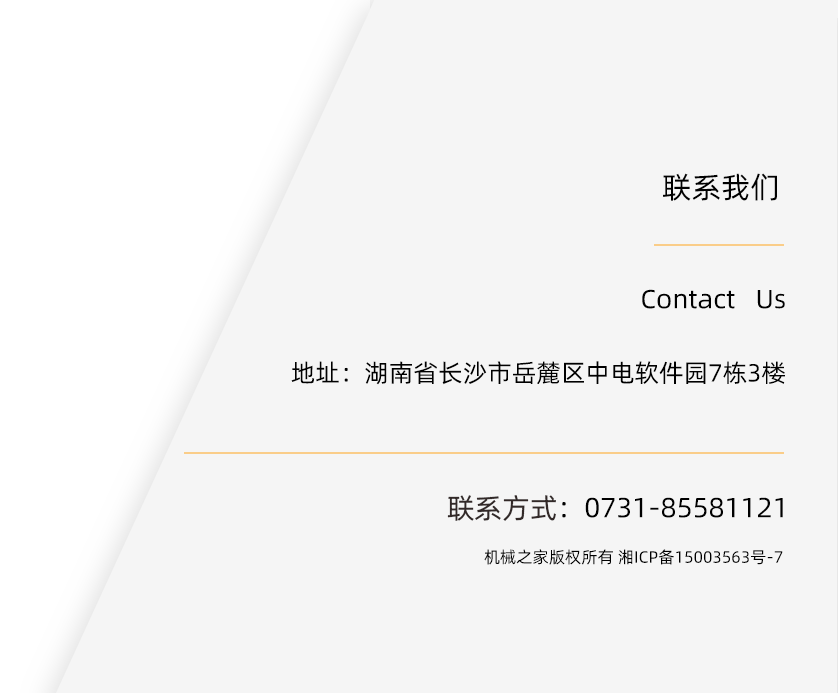 联系我们
Contact Us
地址：湖南省长沙市岳麓区中电软件园7栋3楼
联系方式：0731-85581121
机械之家版权所有 湘ICP备15003563号-7